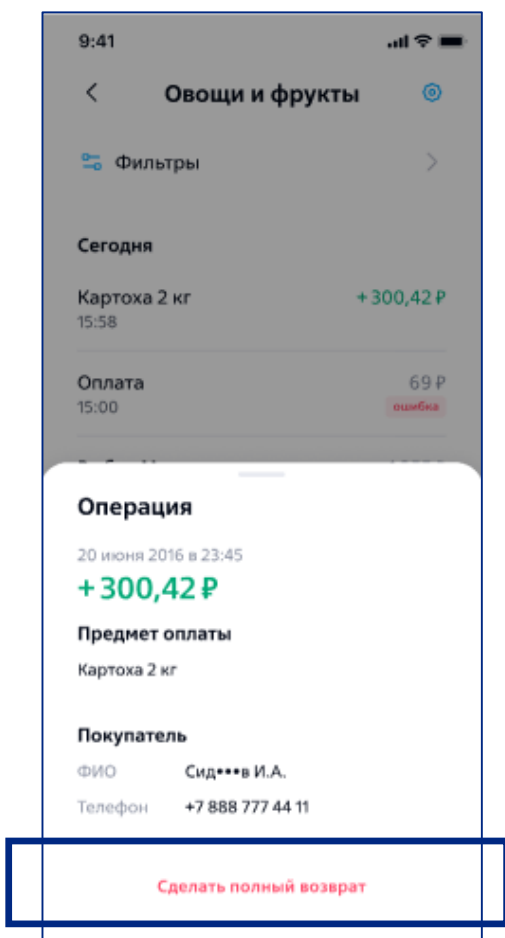 9:41
Овощи и фрукты
Фильтры
Сегодня
Картоха 2 кг +300,42 ₽
15:58
Оплата 69 ₽
15:00 ошибка
Операция
20 июня 2016 в 23:45
+300,42 ₽
Предмет оплаты
Картоха 2 кг
Покупатель
ФИО Сид•••в И.А.
Телефон +7 888 777 44 11
Сделать полный возврат